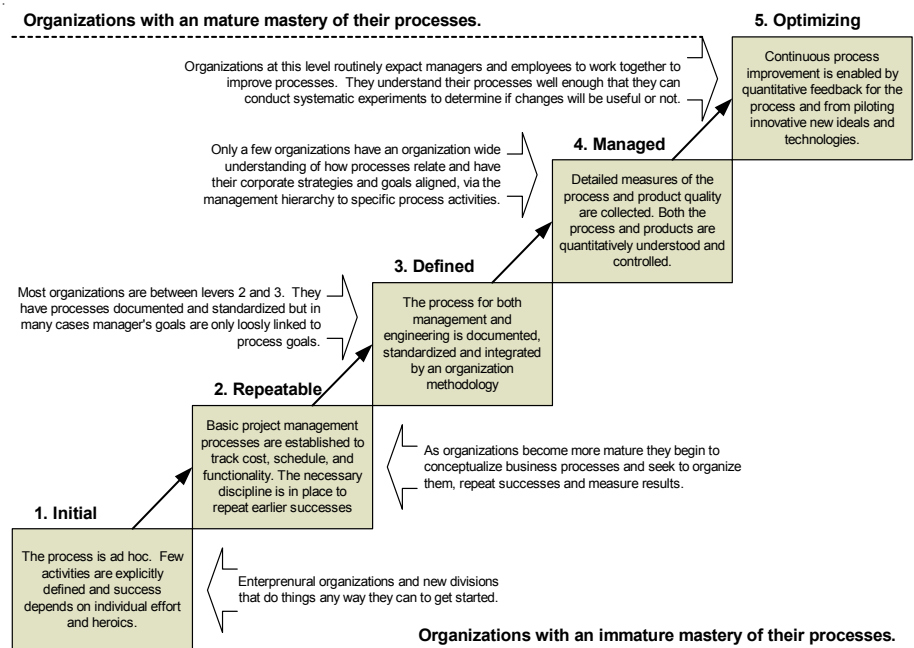 Organizations with an mature mastery of their processes.
5. Optimizing
Organizations at this level routinely expact managers and employees to work together to
improve processes. They understand their processes well enough that they can
conduct systematic experiments to determine if changes will be useful or not.
Continuous process
improvement is enabled by
quantitative feedback for the
process and from piloting
innovative new ideals and
technologies.
4. Managed
Only a few organizations have an organization wide
understanding of how processes relate and have
their corporate strategies and goals aligned, via the
management hierarchy to specific process activities.
Detailed measures of the
process and product quality
are collected. Both the
process and products are
quantitatively understood and
controlled.
3. Defined
Most organizations are between levers 2 and 3. They
have processes documented and standardized but in
many cases manager's goals are only loosly linked to
process goals.
The process for both
management and
engineering is documented,
standardized and integrated
by an organization
methodology
2. Repeatable
Basic project management
processes are established to
track cost, schedule, and
functionality. The necessary
discipline is in place to
repeat earlier successes
As organizations become more mature they begin to
conceptualize business processes and seek to organize
them, repeat successes and measure results.
1. Initial
The process is ad hoc. Few
activities are explicitly
defined and success
depends on individual effort
and heroics.
Enterprenural organizations and new divisions
that do things any way they can to get started.
Organizations with an immature mastery of their processes.